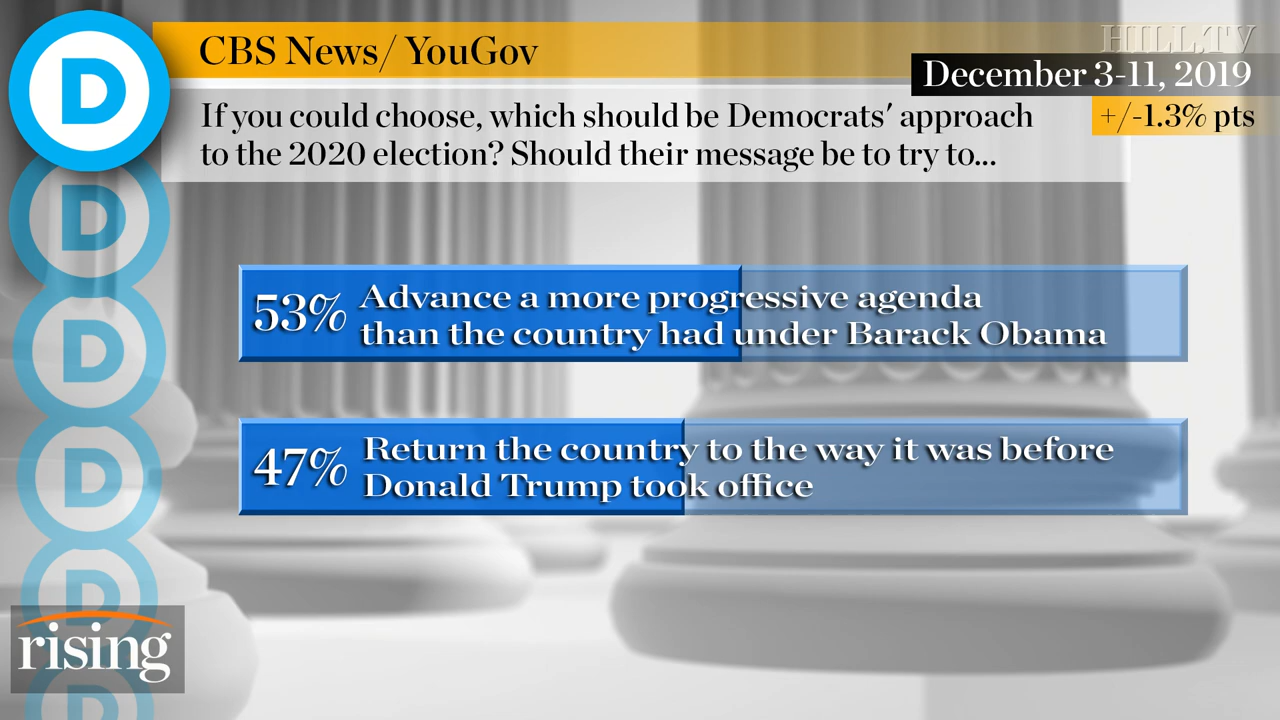 D
CBS News/ YouGov
HILL.TV
December 3-11, 2019
+/-1.3% pts
If you could choose, which should be Democrats' approach
to the 2020 election? Should their message be to try to...
D
D
D
D
D
53% Advance a more progressive agenda
than the country had under Barack Obama
47% Return the country to the way it was before
Donald Trump took office
rising